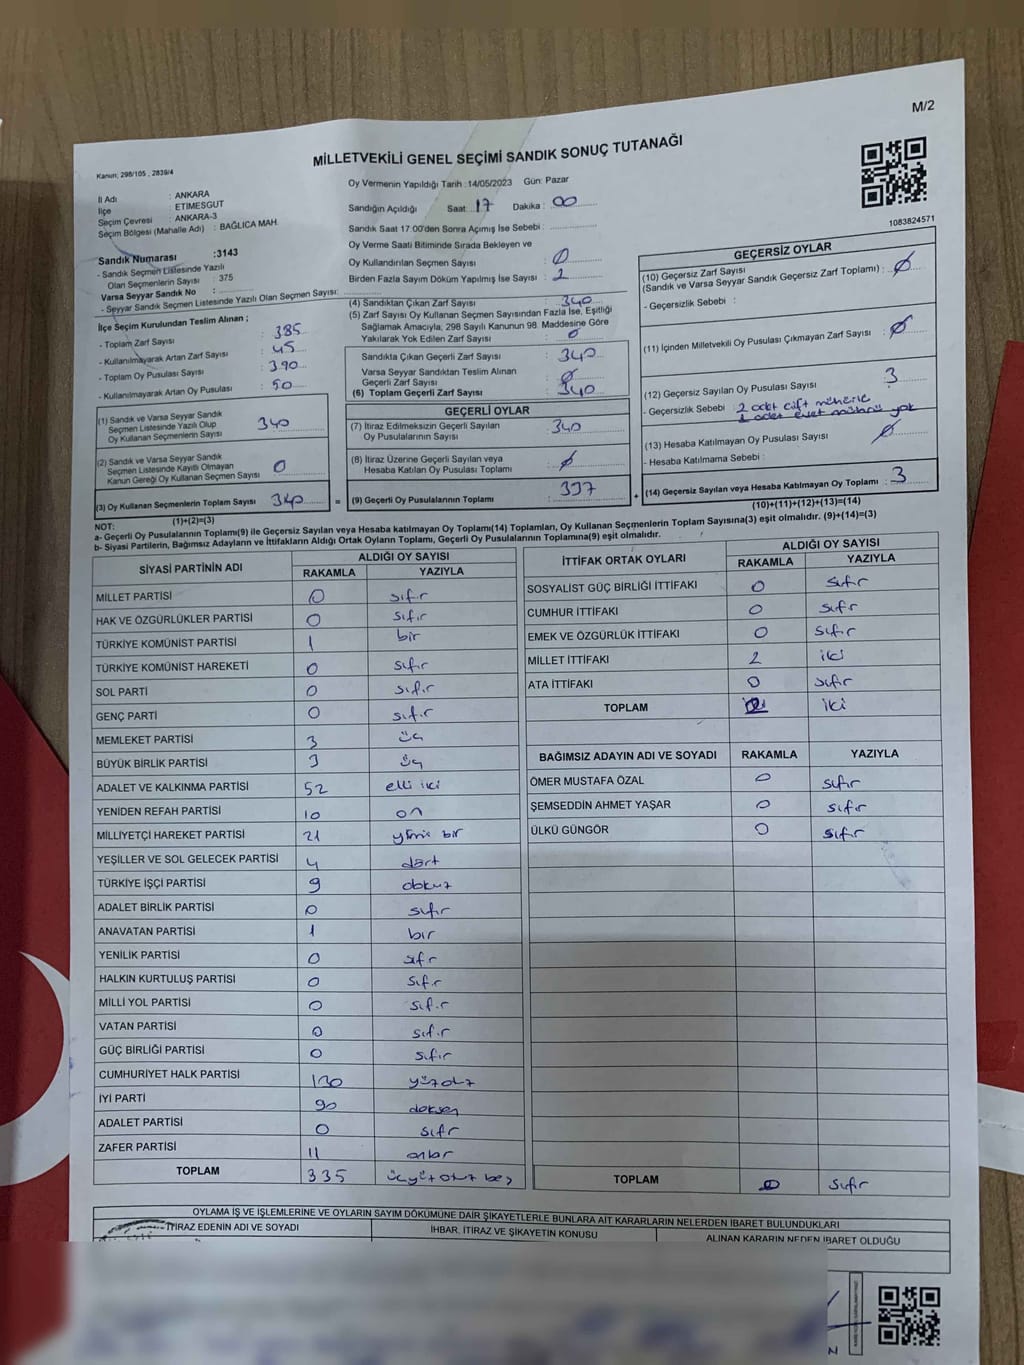 M/2
MİLLETVEKİLİ GENEL SEÇİMİ SANDIK SONUÇ TUTANAĞI
Kanun; 298/105 , 2839/4
İl Adı : ANKARA
İlçe : ETIMESGUT
Seçim Çevresi : ANKARA-3
Seçim Bölgesi (Mahalle Adı) : BAĞLICA MAH.
Sandık Numarası :3143
- Sandık Seçmen Listesinde Yazılı
Olan Seçmenlerin Sayısı : 375
Varsa Seyyar Sandık No :
- Seyyar Sandık Seçmen Listesinde Yazılı Olan Seçmen Sayısı:
İlçe Seçim Kurulundan Teslim Alınan ;
- Toplam Zarf Sayısı : 385
- Kullanılmayarak Artan Zarf Sayısı : 45
- Toplam Oy Pusulası Sayısı : 390
- Kullanılmayarak Artan Oy Pusulası : 50
(1) Sandık ve Varsa Seyyar Sandık
Seçmen Listesinde Yazılı Olup
Oy Kullanan Seçmenlerin Sayısı : 340
(2) Sandık ve Varsa Seyyar Sandık
Seçmen Listesinde Kayıtlı Olmayan
Kanun Gereği Oy Kullanan Seçmen Sayısı : 0
(3) Oy Kullanan Seçmenlerin Toplam Sayısı : 340
(1)+(2)=(3)
Oy Vermenin Yapıldığı Tarih :14/05/2023 Gün: Pazar
Sandığın Açıldığı Saat: 17 Dakika : 00
Sandık Saat 17.00'den Sonra Açımış İse Sebebi :
Oy Verme Saati Bitiminde Sırada Bekleyen ve
Oy Kullandırılan Seçmen Sayısı : 0
Birden Fazla Sayım Döküm Yapılmış İse Sayısı : 2
(4) Sandıktan Çıkan Zarf Sayısı : 340
(5) Zarf Sayısı Oy Kullanan Seçmen Sayısından Fazla İse, Eşitliği
Sağlamak Amacıyla, 298 Sayılı Kanunun 98. Maddesine Göre
Yakılarak Yok Edilen Zarf Sayısı : 0
Sandıkta Çıkan Geçerli Zarf Sayısı : 340
Varsa Seyyar Sandıktan Teslim Alınan
Geçerli Zarf Sayısı : Ø
(6) Toplam Geçerli Zarf Sayısı : 340
GEÇERLİ OYLAR
(7) İtiraz Edilmeksizin Geçerli Sayılan
Oy Pusulalarının Sayısı : 340
(8) İtiraz Üzerine Geçerli Sayılan veya
Hesaba Katılan Oy Pusulası Toplamı : Ø
= (9) Geçerli Oy Pusulalarının Toplamı : 337
1083824571
GEÇERSİZ OYLAR
(10) Geçersiz Zarf Sayısı
(Sandık ve Varsa Seyyar Sandık Geçersiz Zarf Toplamı) : Ø
- Geçersizlik Sebebi :
(11) İçinden Milletvekili Oy Pusulası Çıkmayan Zarf Sayısı : Ø
(12) Geçersiz Sayılan Oy Pusulası Sayısı : 3
- Geçersizlik Sebebi : 2 adet çift mühürle
1 adet evet mührü yok
(13) Hesaba Katılmayan Oy Pusulası Sayısı : Ø
- Hesaba Katılmama Sebebi :
+ (14) Geçersiz Sayılan veya Hesaba Katılmayan Oy Toplamı : 3
(10)+(11)+(12)+(13)=(14)
NOT:
a- Geçerli Oy Pusulalarının Toplamı(9) ile Geçersiz Sayılan veya Hesaba katılmayan Oy Toplamı(14) Toplamları, Oy Kullanan Seçmenlerin Toplam Sayısına(3) eşit olmalıdır. (9)+(14)=(3)
b- Siyasi Partilerin, Bağımsız Adayların ve İttifakların Aldığı Ortak Oyların Toplamı, Geçerli Oy Pusulalarının Toplamına(9) eşit olmalıdır.
SİYASİ PARTİNİN ADI ALDIĞI OY SAYISI
RAKAMLA YAZIYLA
MİLLET PARTİSİ 0 sıfır
HAK VE ÖZGÜRLÜKLER PARTİSİ 0 sıfır
TÜRKİYE KOMÜNİST PARTİSİ 1 bir
TÜRKİYE KOMÜNİST HAREKETİ 0 sıfır
SOL PARTİ 0 sıfır
GENÇ PARTİ 0 sıfır
MEMLEKET PARTİSİ 3 üç
BÜYÜK BİRLİK PARTİSİ 3 üç
ADALET VE KALKINMA PARTİSİ 52 elli iki
YENİDEN REFAH PARTİSİ 10 on
MİLLİYETÇİ HAREKET PARTİSİ 21 yirmi bir
YEŞİLLER VE SOL GELECEK PARTİSİ 4 dört
TÜRKİYE İŞÇİ PARTİSİ 9 dokuz
ADALET BİRLİK PARTİSİ 0 sıfır
ANAVATAN PARTİSİ 1 bir
YENİLİK PARTİSİ 0 sıfır
HALKIN KURTULUŞ PARTİSİ 0 sıfır
MİLLİ YOL PARTİSİ 0 sıfır
VATAN PARTİSİ 0 sıfır
GÜÇ BİRLİĞİ PARTİSİ 0 sıfır
CUMHURİYET HALK PARTİSİ 130 yüzotuz
İYİ PARTİ 90 doksan
ADALET PARTİSİ 0 sıfır
ZAFER PARTİSİ 11 onbir
TOPLAM 335 üçyüz otuz beş
İTTİFAK ORTAK OYLARI ALDIĞI OY SAYISI
RAKAMLA YAZIYLA
SOSYALİST GÜÇ BİRLİĞİ İTTİFAKI 0 sıfır
CUMHUR İTTİFAKI 0 sıfır
EMEK VE ÖZGÜRLÜK İTTİFAKI 0 sıfır
MİLLET İTTİFAKI 2 iki
ATA İTTİFAKI 0 sıfır
TOPLAM 2 iki
BAĞIMSIZ ADAYIN ADI VE SOYADI RAKAMLA YAZIYLA
ÖMER MUSTAFA ÖZAL 0 sıfır
ŞEMSEDDİN AHMET YAŞAR 0 sıfır
ÜLKÜ GÜNGÖR 0 sıfır
TOPLAM 0 sıfır
OYLAMA İŞ VE İŞLEMLERİNE VE OYLARIN SAYIM DÖKÜMÜNE DAİR ŞİKAYETLERLE BUNLARA AİT KARARLARIN NELERDEN İBARET BULUNDUKLARI
İTİRAZ EDENİN ADI VE SOYADI İHBAR, İTİRAZ VE ŞİKAYETİN KONUSU ALINAN KARARIN NEDEN İBARET OLDUĞU